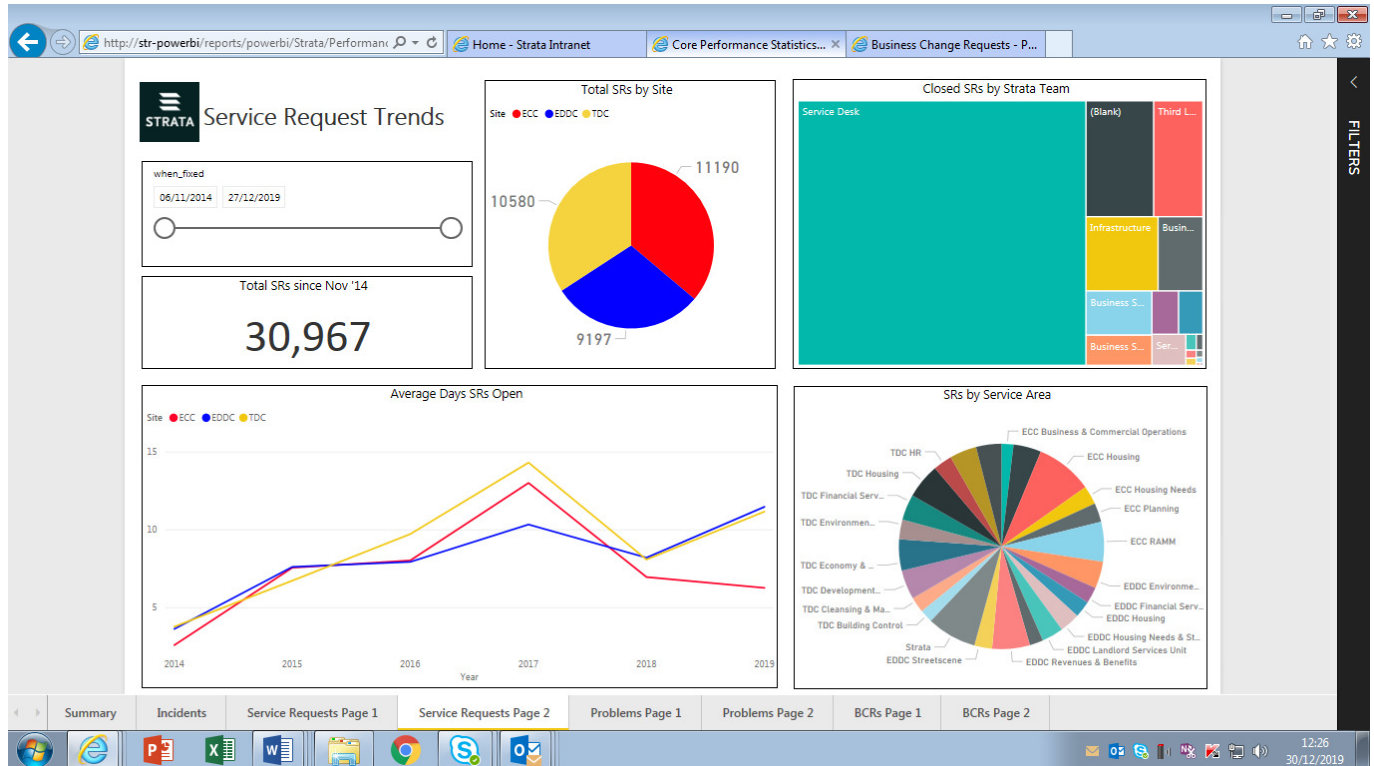 http://str-powerbi/reports/powerbi/Strata/Performanc
Home - Strata Intranet
Core Performance Statistics...
Business Change Requests - P...
STRATA
Service Request Trends
when_fixed
06/11/2014
27/12/2019
Total SRs since Nov '14
30,967
Total SRs by Site
Site ECC EDDC TDC
11190
10580
9197
Closed SRs by Strata Team
Service Desk
(Blank)
Third L...
Infrastructure
Busin...
Business S...
Business S...
Ser...
FILTERS
Average Days SRs Open
Site ECC EDDC TDC
15
10
5
2014
2015
2016
2017
2018
2019
Year
SRs by Service Area
ECC Business & Commercial Operations
ECC Housing
ECC Housing Needs
ECC Planning
ECC RAMM
EDDC Environme...
EDDC Financial Serv...
EDDC Housing
EDDC Housing Needs & St...
EDDC Landlord Services Unit
EDDC Revenues & Benefits
EDDC Streetscene
Strata
TDC Building Control
TDC Cleansing & Ma...
TDC Development...
TDC Economy & ...
TDC Environmen...
TDC Financial Serv...
TDC Housing
TDC HR
Summary
Incidents
Service Requests Page 1
Service Requests Page 2
Problems Page 1
Problems Page 2
BCRs Page 1
BCRs Page 2
12:26
30/12/2019